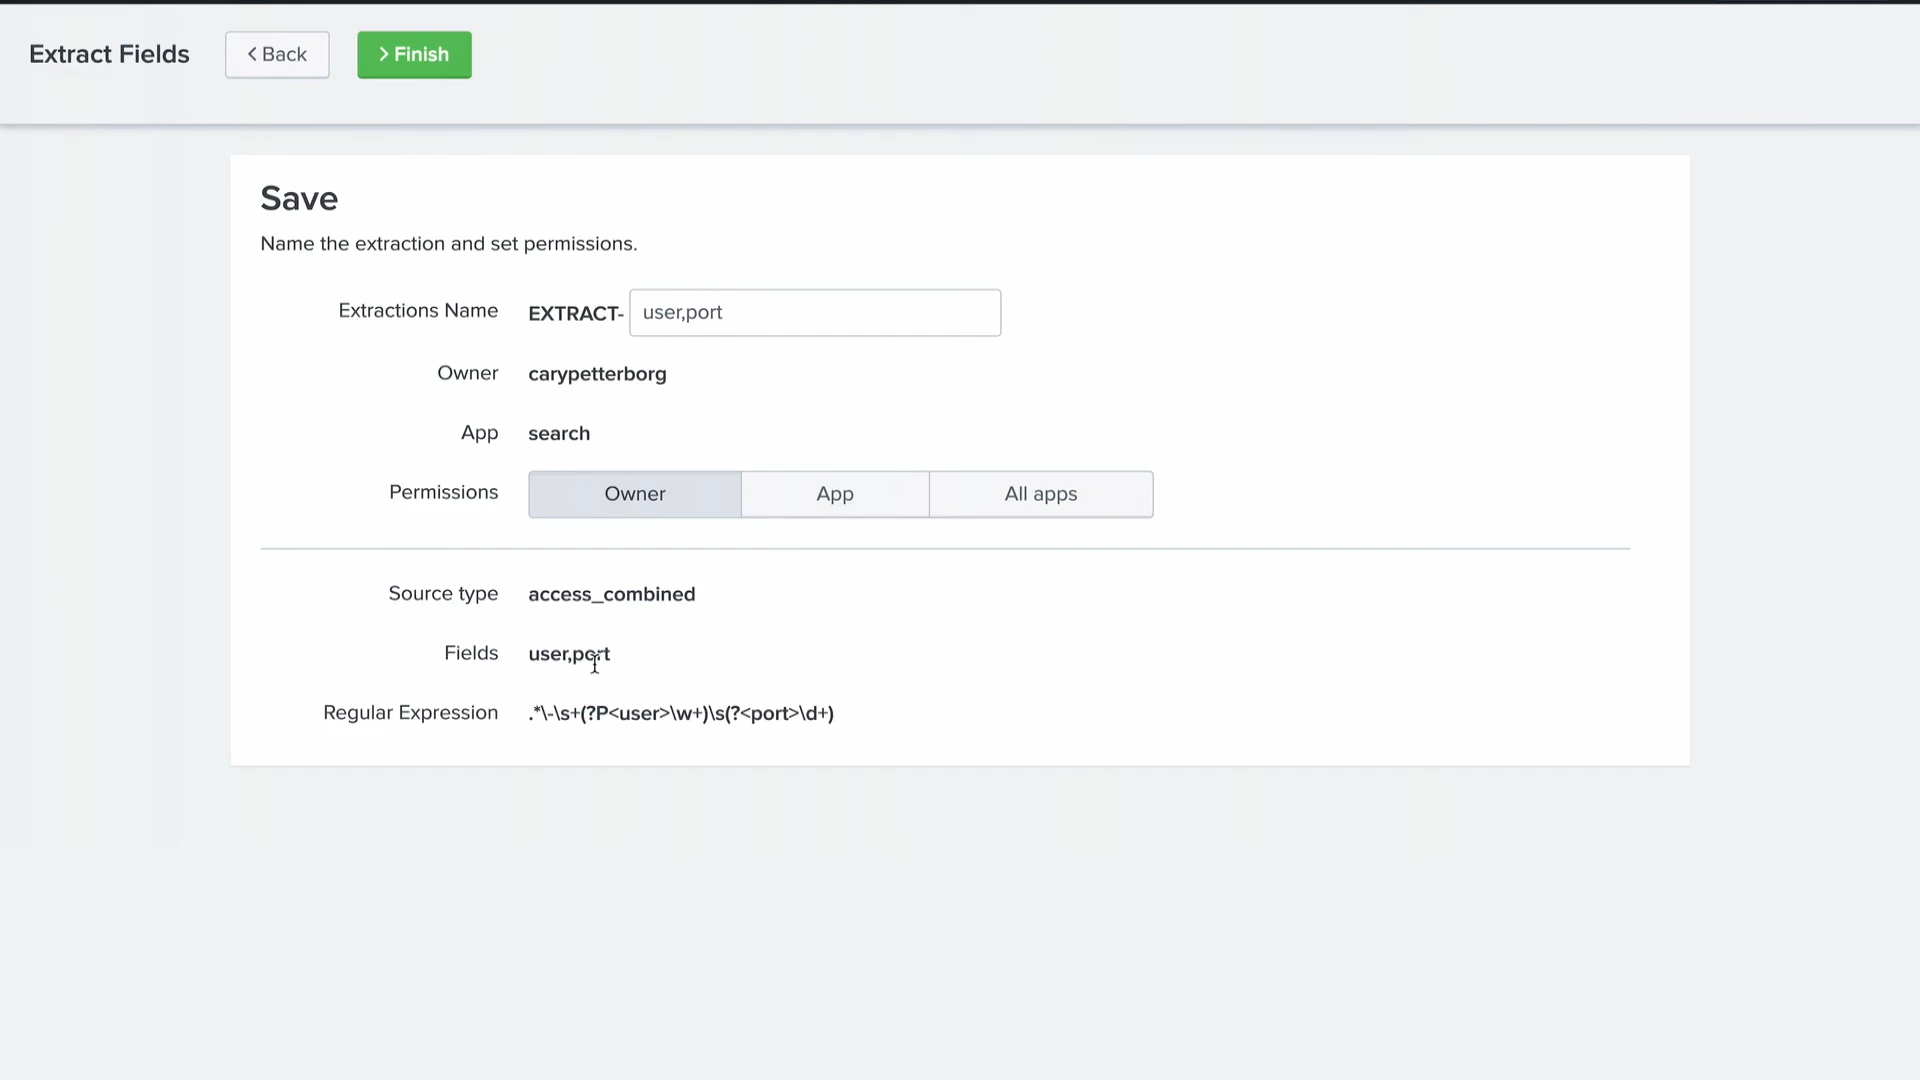 Extract Fields
Back
Finish
Save
Name the extraction and set permissions.
Extractions Name EXTRACT- user,port
Owner carypetterborg
App search
Permissions Owner App All apps
Source type access_combined
Fields user,port
Regular Expression .*\-\s+(?P<user>\w+)\s(?<port>\d+)